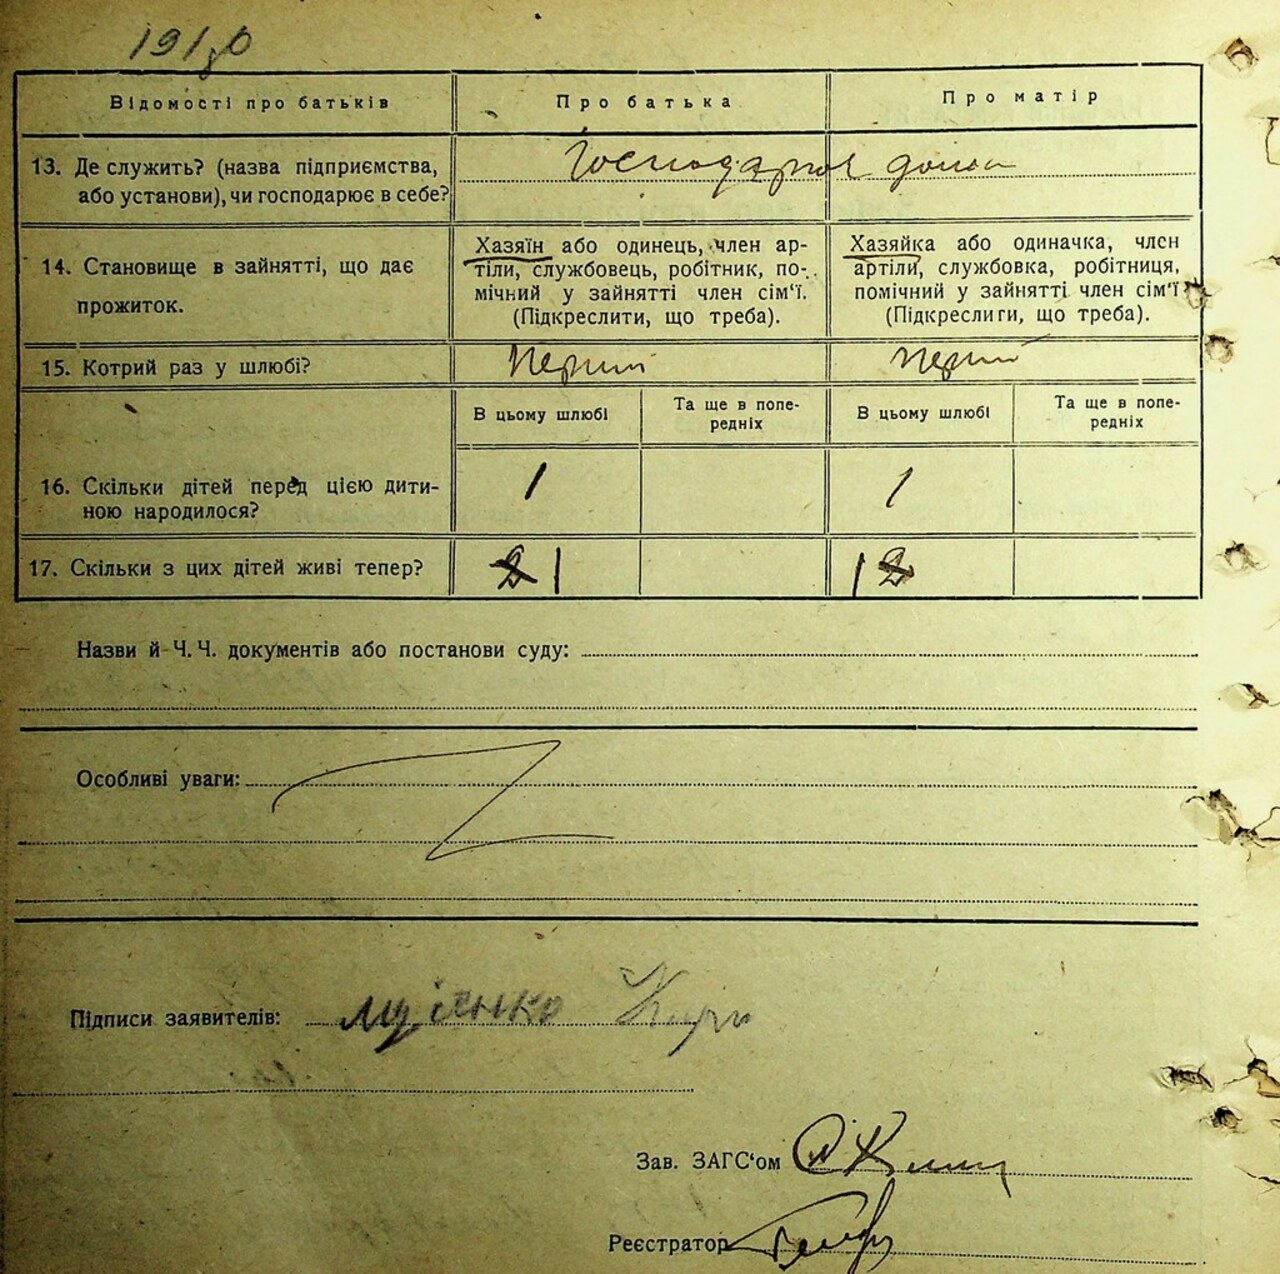 Відомості про батьків
Про батька
Про матір
13. Де служить? (назва підприємства,
або установи), чи господарює в себе?
Господарює дома
14. Становище в зайнятті, що дає
прожиток.
Хазяїн або одинець, член ар-
тіли, службовець, робітник, по-
мічний у зайнятті член сім‘ї.
(Підкреслити, що треба).
Хазяйка або одиначка, член
артіли, службовка, робітниця,
помічний у зайнятті член сім‘ї
(Підкреслити, що треба).
15. Котрий раз у шлюбі?
Перший
Перший
В цьому шлюбі
Та ще в попе-
редніх
В цьому шлюбі
Та ще в попе-
редніх
16. Скільки дітей перед цією дити-
ною народилося?
1
1
17. Скільки з цих дітей живі тепер?
1
1
Назви й Ч. Ч. документів або постанови суду:
Особливі уваги:
Підписи заявителів:
Зав. ЗАГС‘ом
Реєстратор